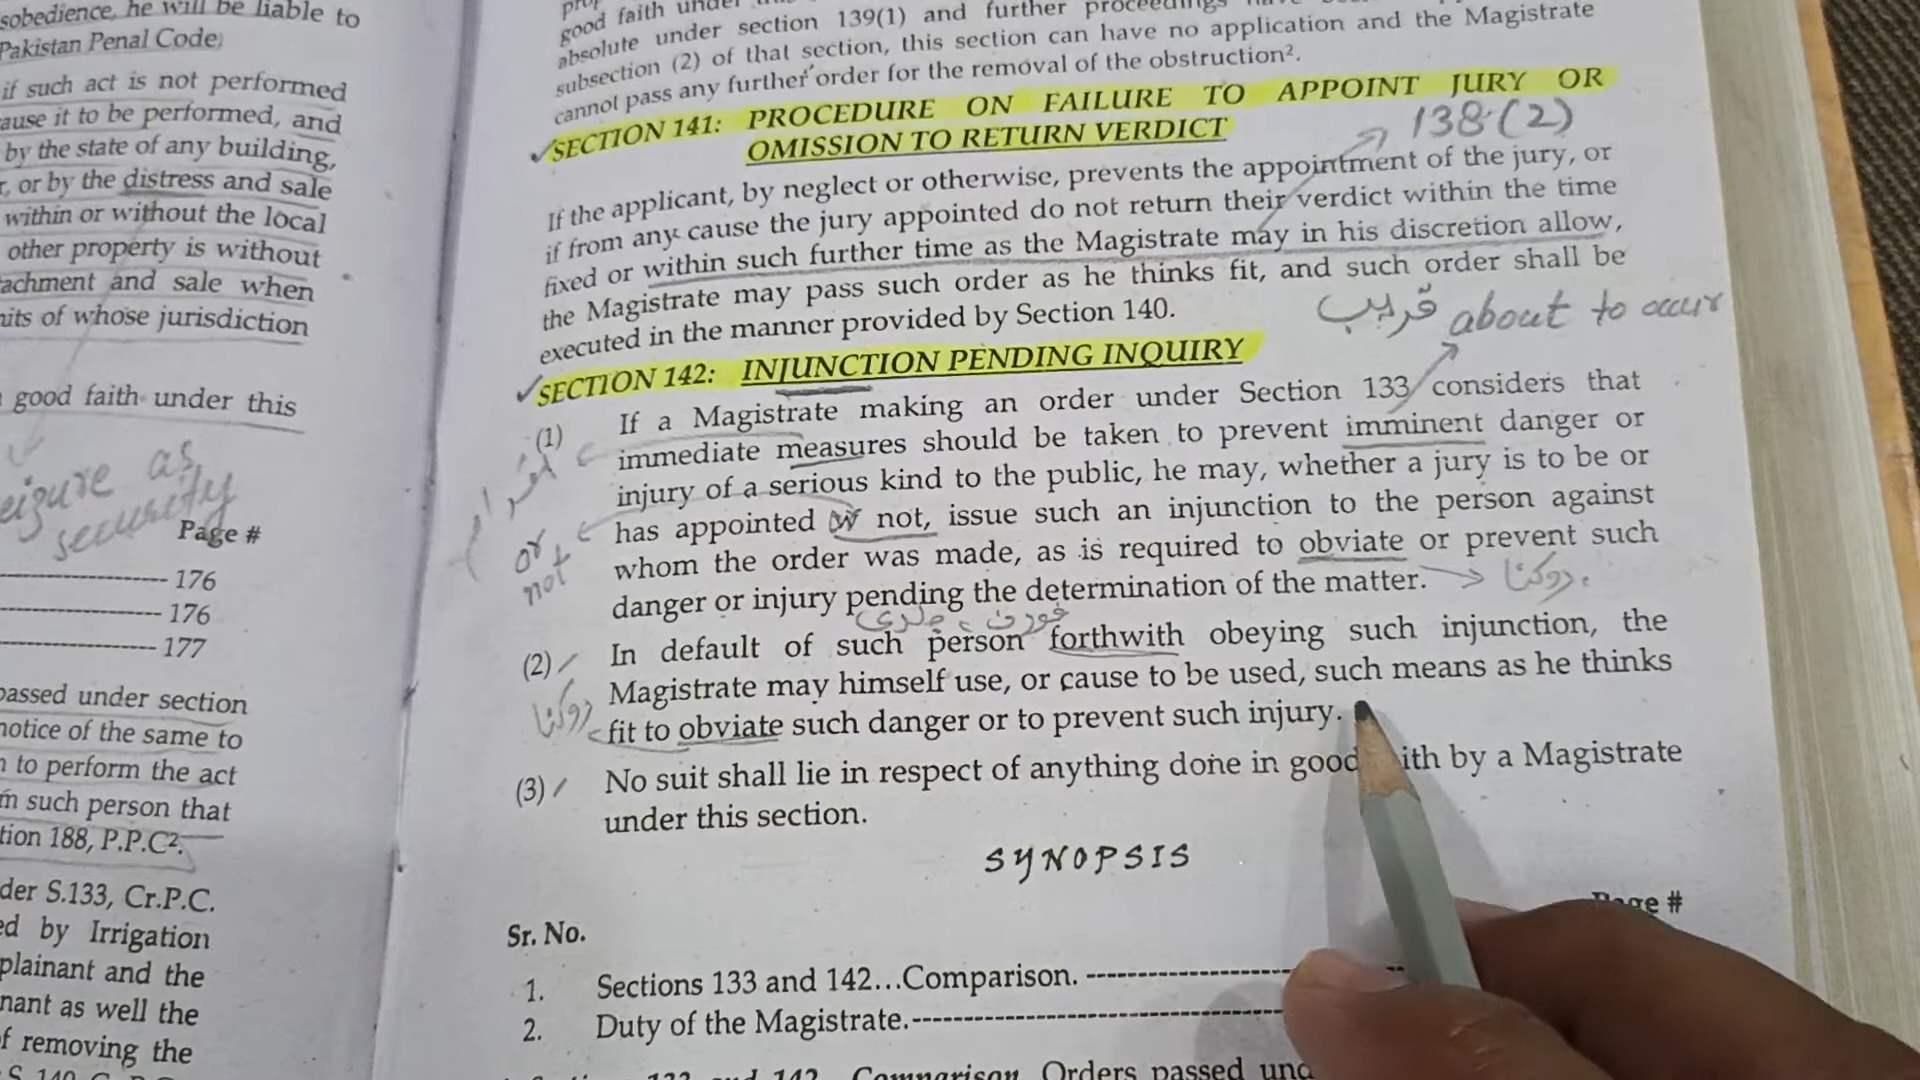 sobedience, he will be liable to
Pakistan Penal Code
if such act is not performed
cause it to be performed, and
by the state of any building,
or by the distress and sale
within or without the local
other property is without
attachment and sale when
limits of whose jurisdiction
good faith under this
seizure as
security
Page #
176
176
177
passed under section
notice of the same to
to perform the act
such person that
tion 188, P.P.C².
der S.133, Cr.P.C.
ed by Irrigation
plainant and the
nant as well the
f removing the
good faith under
absolute under section 139(1) and further proceedings
subsection (2) of that section, this section can have no application and the Magistrate
cannot pass any further order for the removal of the obstruction².
✓SECTION 141: PROCEDURE ON FAILURE TO APPOINT JURY OR
OMISSION TO RETURN VERDICT
138(2)
If the applicant, by neglect or otherwise, prevents the appointment of the jury, or
if from any cause the jury appointed do not return their verdict within the time
fixed or within such further time as the Magistrate may in his discretion allow,
the Magistrate may pass such order as he thinks fit, and such order shall be
executed in the manner provided by Section 140.
قریب about to occur
✓SECTION 142: INJUNCTION PENDING INQUIRY
(1) If a Magistrate making an order under Section 133 considers that
immediate measures should be taken to prevent imminent danger or
injury of a serious kind to the public, he may, whether a jury is to be or
has appointed or not, issue such an injunction to the person against
or not
whom the order was made, as is required to obviate or prevent such
danger or injury pending the determination of the matter. → روکنا
(2) In default of such person forthwith obeying such injunction, the
Magistrate may himself use, or cause to be used, such means as he thinks
روکنا fit to obviate such danger or to prevent such injury.
(3) No suit shall lie in respect of anything done in good ith by a Magistrate
under this section.
SYNOPSIS
Sr. No. Page #
1. Sections 133 and 142...Comparison.
2. Duty of the Magistrate.
142 Comparison. Orders passed und